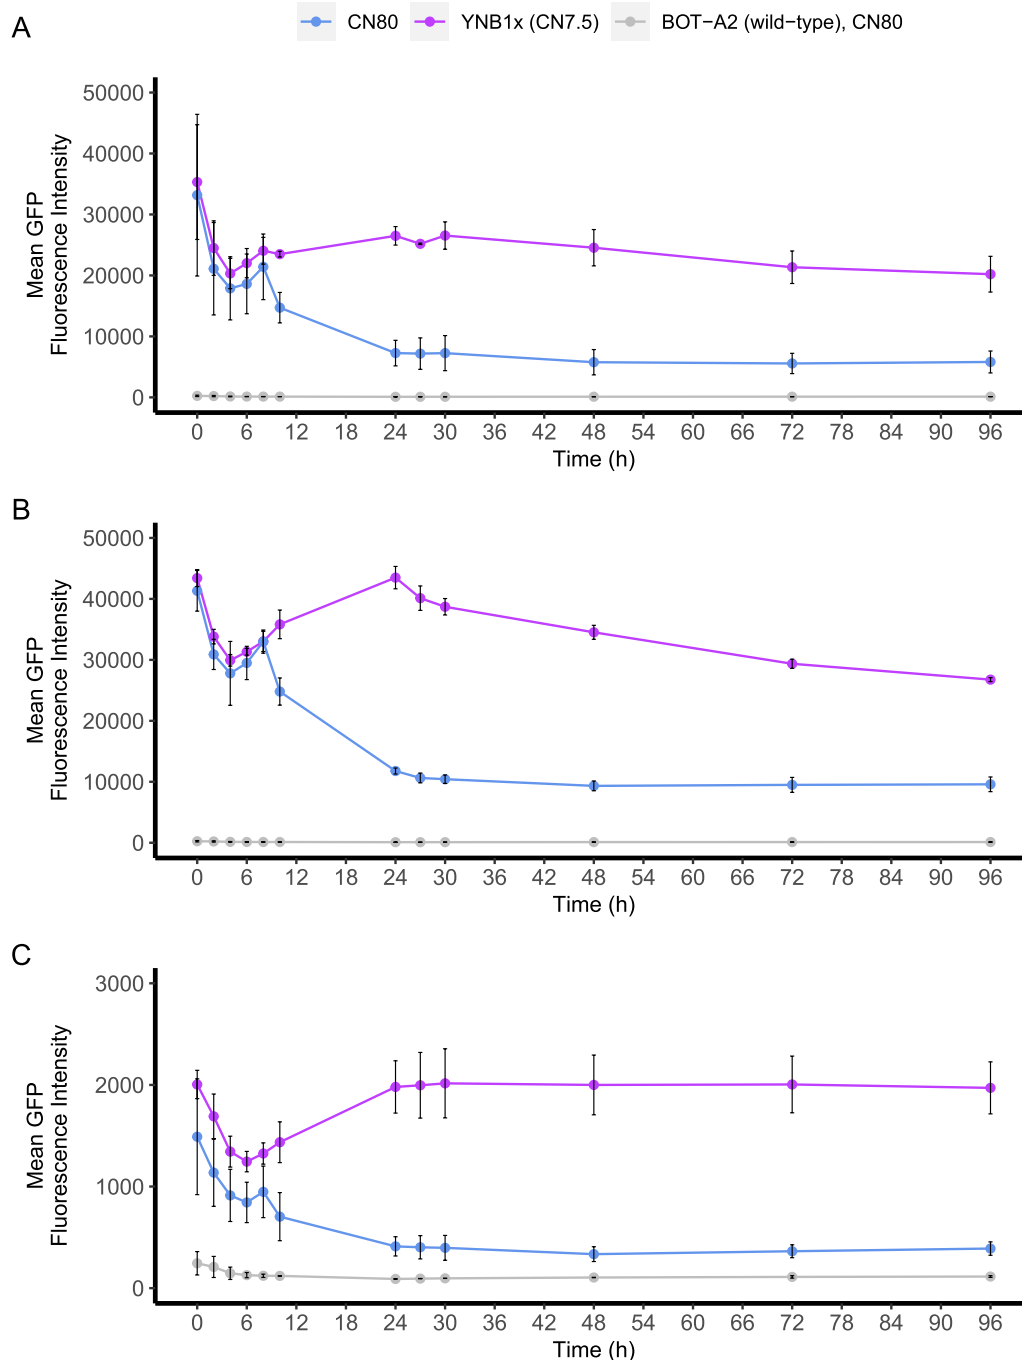 A
CN80 YNB1x (CN7.5) BOT−A2 (wild−type), CN80
Mean GFP
Fluorescence Intensity
50000
40000
30000
20000
10000
0
0 6 12 18 24 30 36 42 48 54 60 66 72 78 84 90 96
Time (h)
B
Mean GFP
Fluorescence Intensity
50000
40000
30000
20000
10000
0
0 6 12 18 24 30 36 42 48 54 60 66 72 78 84 90 96
Time (h)
C
Mean GFP
Fluorescence Intensity
3000
2000
1000
0
0 6 12 18 24 30 36 42 48 54 60 66 72 78 84 90 96
Time (h)